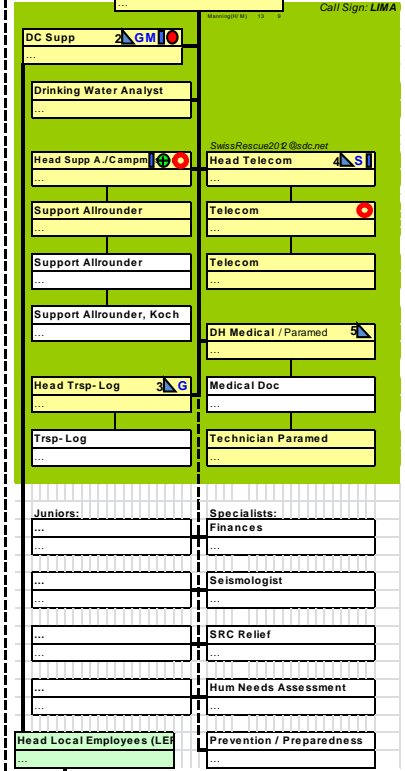 ...
Manning(H/ M) 13 9
Call Sign: LIMA
DC Supp 2 GM
...
Drinking Water Analyst
...
SwissRescue2012@sdc.net
Head Supp A./Campm
...
Head Telecom 4 S
...
Support Allrounder
...
Telecom
...
Support Allrounder
...
Telecom
...
Support Allrounder, Koch
...
DH Medical / Paramed 5
...
Head Trsp-Log 3 G
...
Medical Doc
...
Trsp-Log
...
Technician Paramed
...
Juniors:
Specialists:
...
...
Finances
...
...
...
Seismologist
...
...
...
SRC Relief
...
...
...
Hum Needs Assessment
...
Head Local Employees (LEP
...
Prevention / Preparedness
...